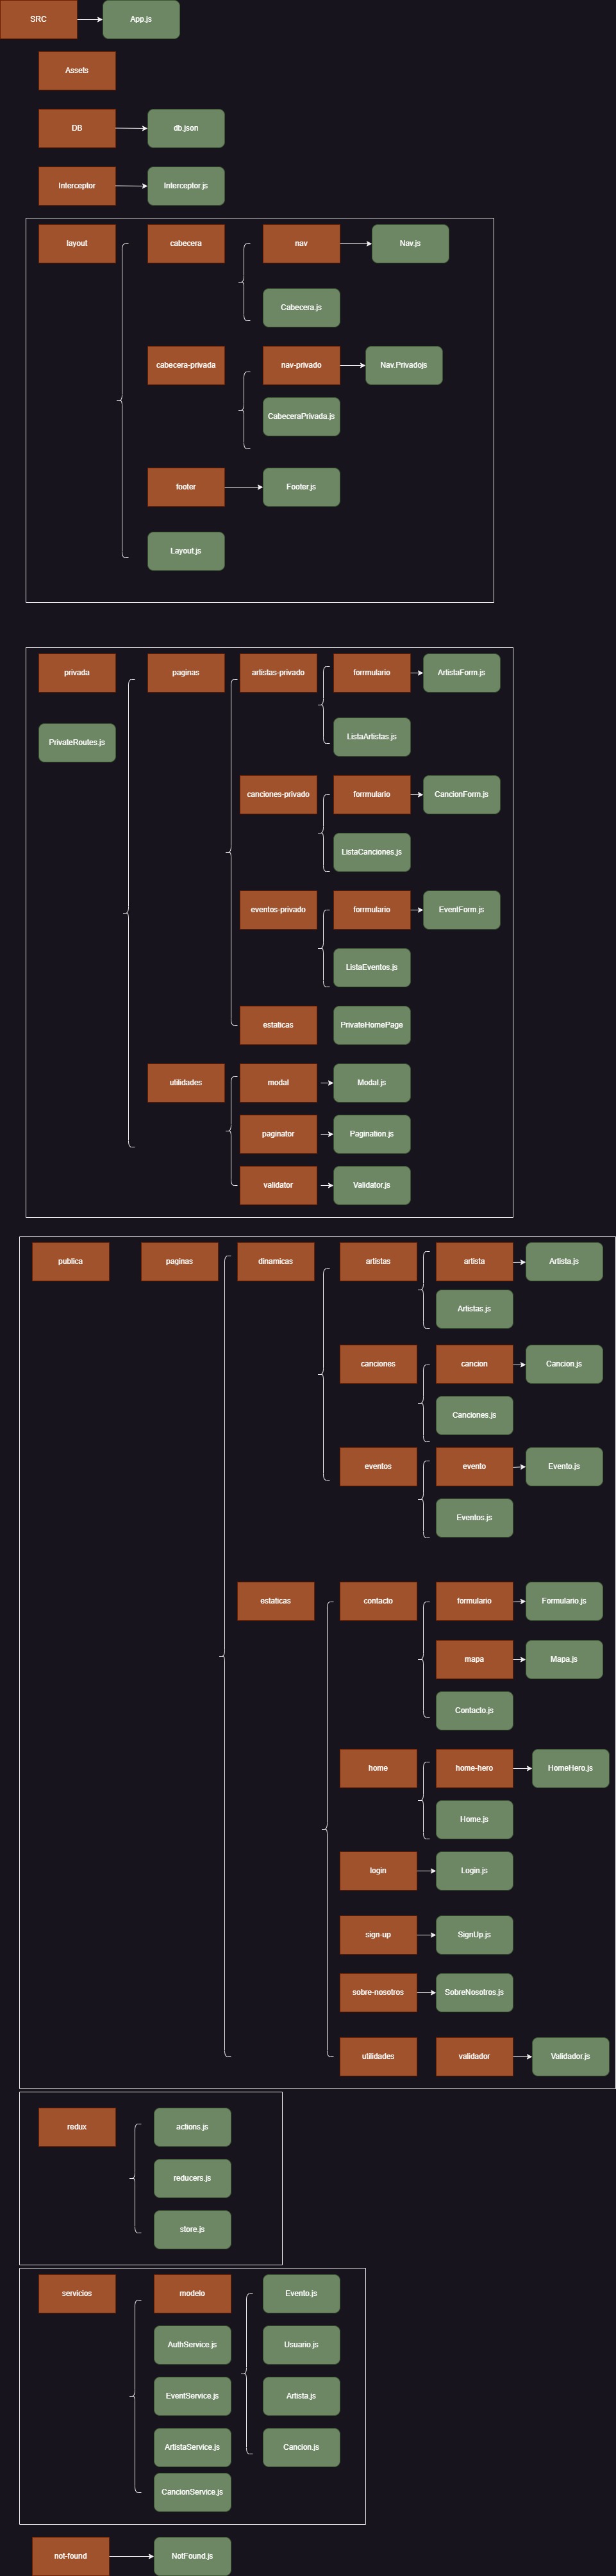 SRC
App.js
Assets
DB
db.json
Interceptor
Interceptor.js
layout
cabecera
nav
Nav.js
Cabecera.js
cabecera-privada
nav-privado
Nav.Privadojs
CabeceraPrivada.js
footer
Footer.js
Layout.js
privada
paginas
artistas-privado
forrmulario
ArtistaForm.js
PrivateRoutes.js
ListaArtistas.js
canciones-privado
forrmulario
CancionForm.js
ListaCanciones.js
eventos-privado
forrmulario
EventForm.js
ListaEventos.js
estaticas
PrivateHomePage
utilidades
modal
Modal.js
paginator
Pagination.js
validator
Validator.js
publica
paginas
dinamicas
artistas
artista
Artista.js
Artistas.js
canciones
cancion
Cancion.js
Canciones.js
eventos
evento
Evento.js
Eventos.js
estaticas
contacto
formulario
Formulario.js
mapa
Mapa.js
Contacto.js
home
home-hero
HomeHero.js
Home.js
login
Login.js
sign-up
SignUp.js
sobre-nosotros
SobreNosotros.js
utilidades
validador
Validador.js
redux
actions.js
reducers.js
store.js
servicios
modelo
Evento.js
AuthService.js
Usuario.js
EventService.js
Artista.js
ArtistaService.js
Cancion.js
CancionService.js
not-found
NotFound.js